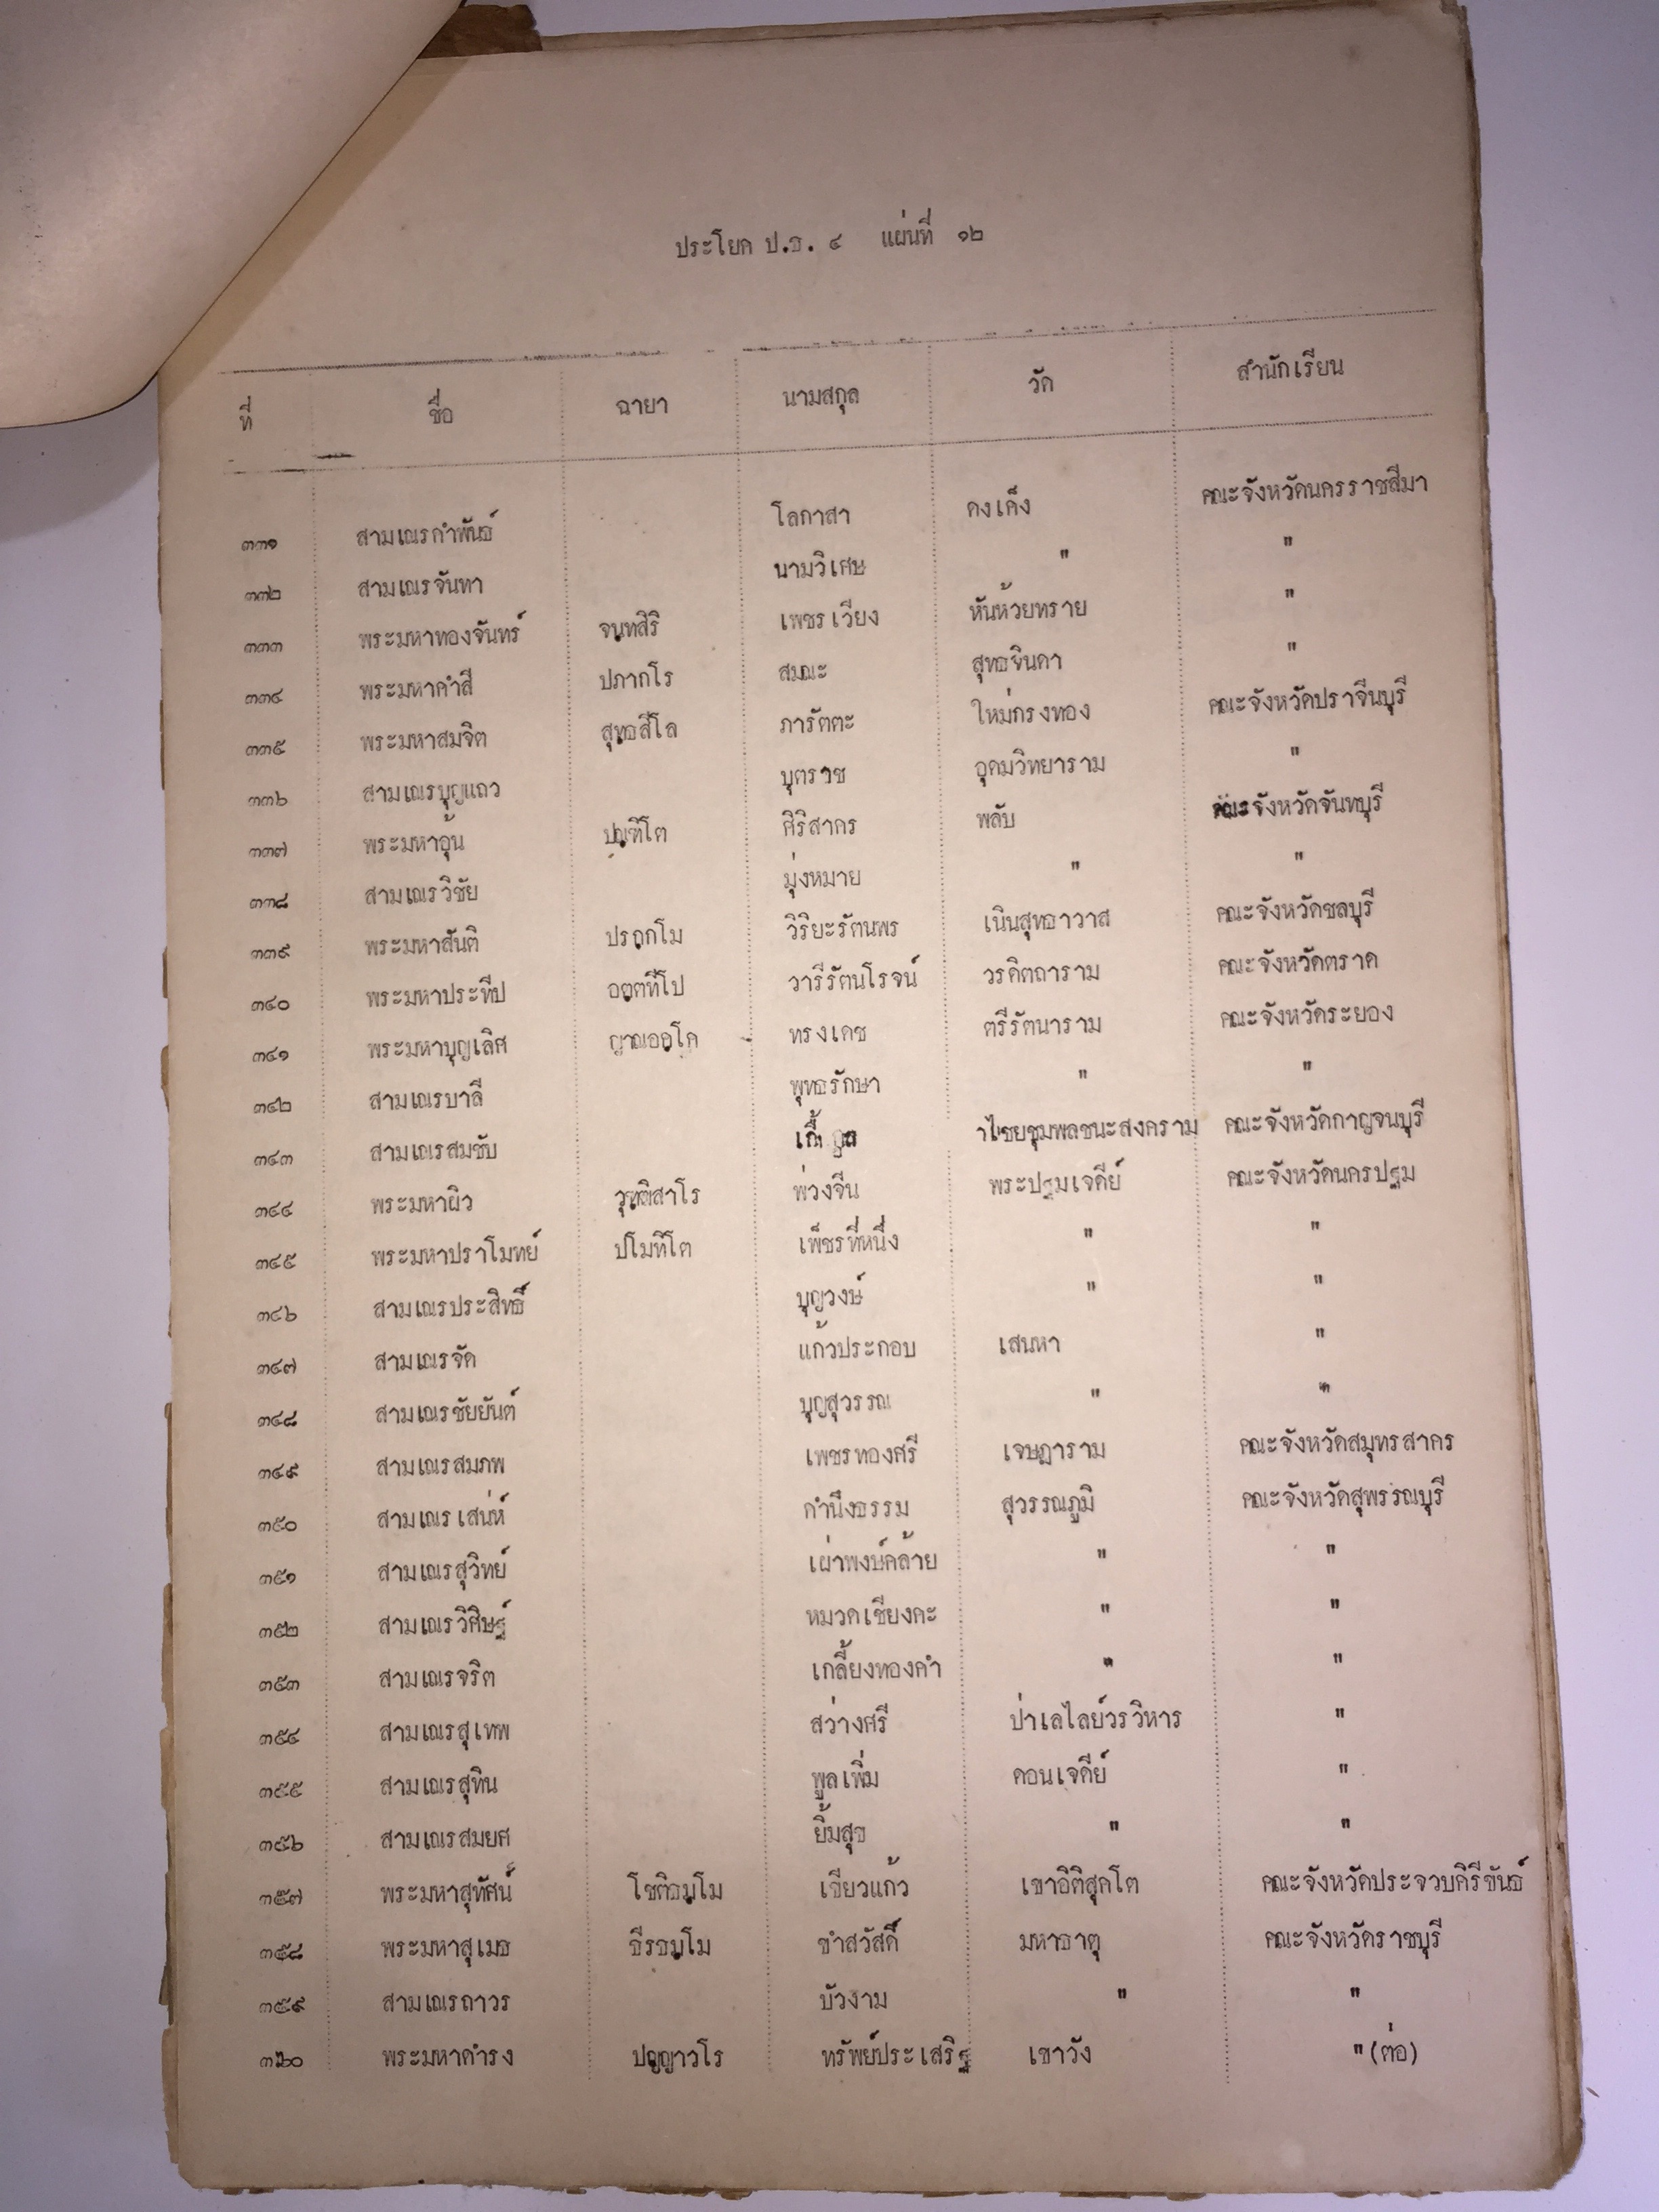 ประโยค ป.ธ. ๔ แผ่นที่ ๑๒
ที่ ชื่อ ฉายา นามสกุล วัด สำนักเรียน
๓๓๑ สามเณรกำพันธ์ โลกาสา ดงเค็ง คณะจังหวัดนครราชสีมา
๓๓๒ สามเณรจันทา นามวิเศษ " "
๓๓๓ พระมหาทองจันทร์ จนฺทสิริ เพชรเวียง หันห้วยทราย "
๓๓๔ พระมหาคำสี ปภากโร สมณะ สุทธจินดา "
๓๓๕ พระมหาสมจิต สุทฺธสีโล ภารัตตะ ใหม่กรงทอง คณะจังหวัดปราจีนบุรี
๓๓๖ สามเณรบุญแถว บุตราช อุดมวิทยาราม "
๓๓๗ พระมหาอุ้น ปณฺฑิโต ศิริสาคร พลับ คณะจังหวัดจันทบุรี
๓๓๘ สามเณรวิชัย มุ่งหมาย " "
๓๓๙ พระมหาสันติ ปรกฺกโม วิริยะรัตนพร เนินสุทธาวาส คณะจังหวัดชลบุรี
๓๔๐ พระมหาประทีป อตฺตทีโป วารีรัตนโรจน์ วรดิตถาราม คณะจังหวัดตราด
๓๔๑ พระมหาบุญเลิศ ทรงเดช ตรีรัตนาราม คณะจังหวัดระยอง
๓๔๒ สามเณรบาลี พุทธรักษา " "
๓๔๓ สามเณรสมชับ ไชยชุมพลชนะสงคราม คณะจังหวัดกาญจนบุรี
๓๔๔ พระมหาผิว วุฑฺฒิสาโร พ่วงจีน พระปฐมเจดีย์ คณะจังหวัดนครปฐม
๓๔๕ พระมหาปราโมทย์ ปโมทิโต เพ็ชรที่หนึ่ง " "
๓๔๖ สามเณรประสิทธิ์ บุญวงษ์ " "
๓๔๗ สามเณรจัด แก้วประกอบ เสนหา "
๓๔๘ สามเณรชัยยันต์ บุญสุวรรณ " "
๓๔๙ สามเณรสมภพ เพชรทองศรี เจษฎาราม คณะจังหวัดสมุทรสาคร
๓๕๐ สามเณรเสน่ห์ คำนึงธรรม สุวรรณภูมิ คณะจังหวัดสุพรรณบุรี
๓๕๑ สามเณรสุวิทย์ เผ่าพงษ์คล้าย " "
๓๕๒ สามเณรวิศิษฐ์ หมวดเชียงคะ " "
๓๕๓ สามเณรจริต เกลี้ยงทองคำ " "
๓๕๔ สามเณรสุเทพ สว่างศรี ป่าเลไลย์วรวิหาร "
๓๕๕ สามเณรสุทิน พูลเพิ่ม ดอนเจดีย์ "
๓๕๖ สามเณรสมยศ ยิ้มสุข " "
๓๕๗ พระมหาสุทัศน์ โชติธมฺโม เขียวแก้ว เขาอิติสุคโต คณะจังหวัดประจวบคิรีขันธ์
๓๕๘ พระมหาสุเมธ ธีรธมฺโม ขำสวัสดิ์ มหาธาตุ คณะจังหวัดราชบุรี
๓๕๙ สามเณรถาวร บัวงาม " "
๓๖๐ พระมหาดำรง ปญฺญาวโร ทรัพย์ประเสริฐ เขาวัง " (ต่อ)